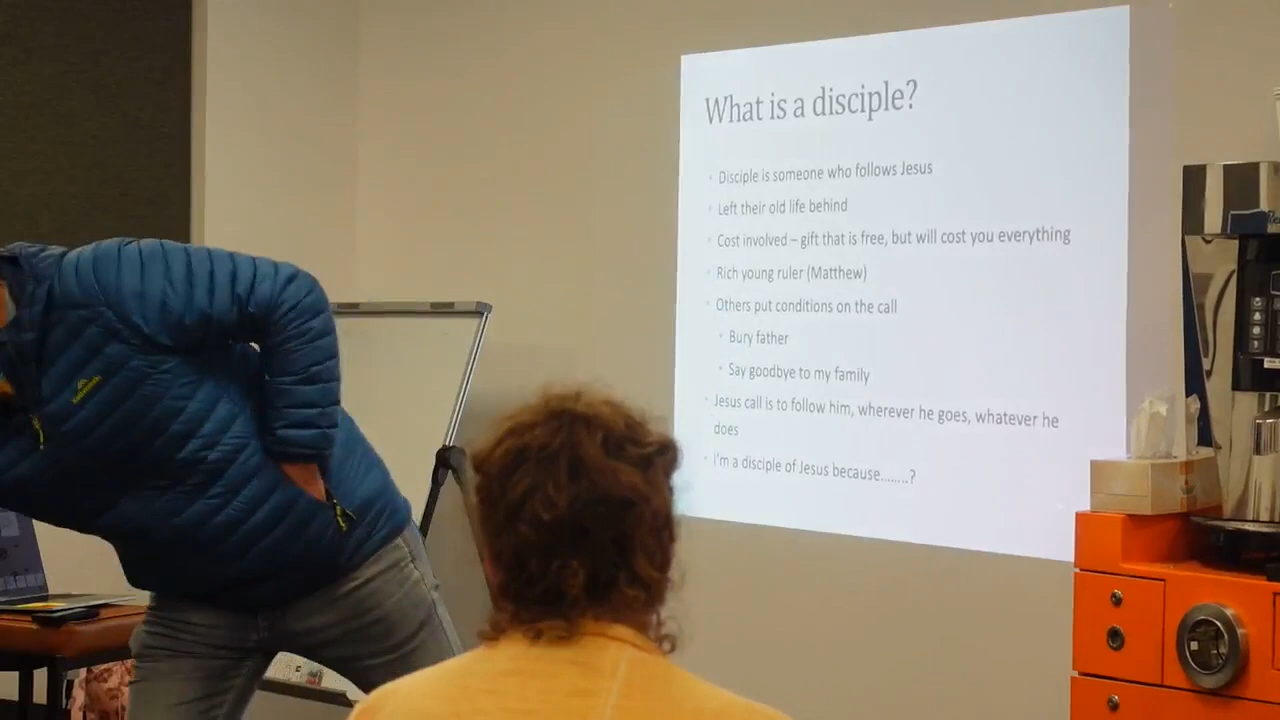 What is a disciple?
Disciple is someone who follows Jesus
Left their old life behind
Cost involved – gift that is free, but will cost you everything
Rich young ruler (Matthew)
Others put conditions on the call
Bury father
Say goodbye to my family
Jesus call is to follow him, wherever he goes, whatever he
does
I'm a disciple of Jesus because........?